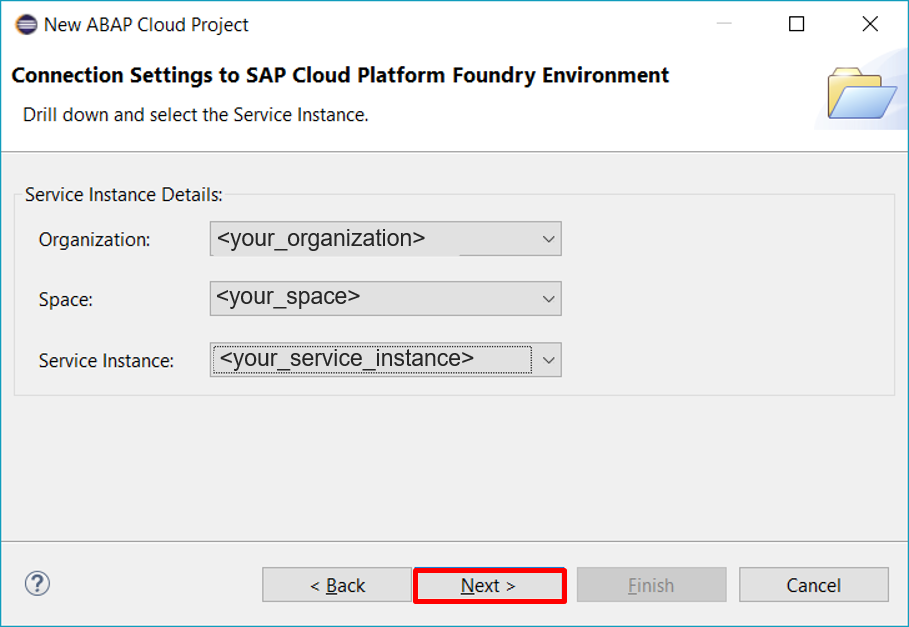 New ABAP Cloud Project
Connection Settings to SAP Cloud Platform Foundry Environment
Drill down and select the Service Instance.
Service Instance Details:
Organization: <your_organization>
Space: <your_space>
Service Instance: <your_service_instance>
? < Back Next > Finish Cancel